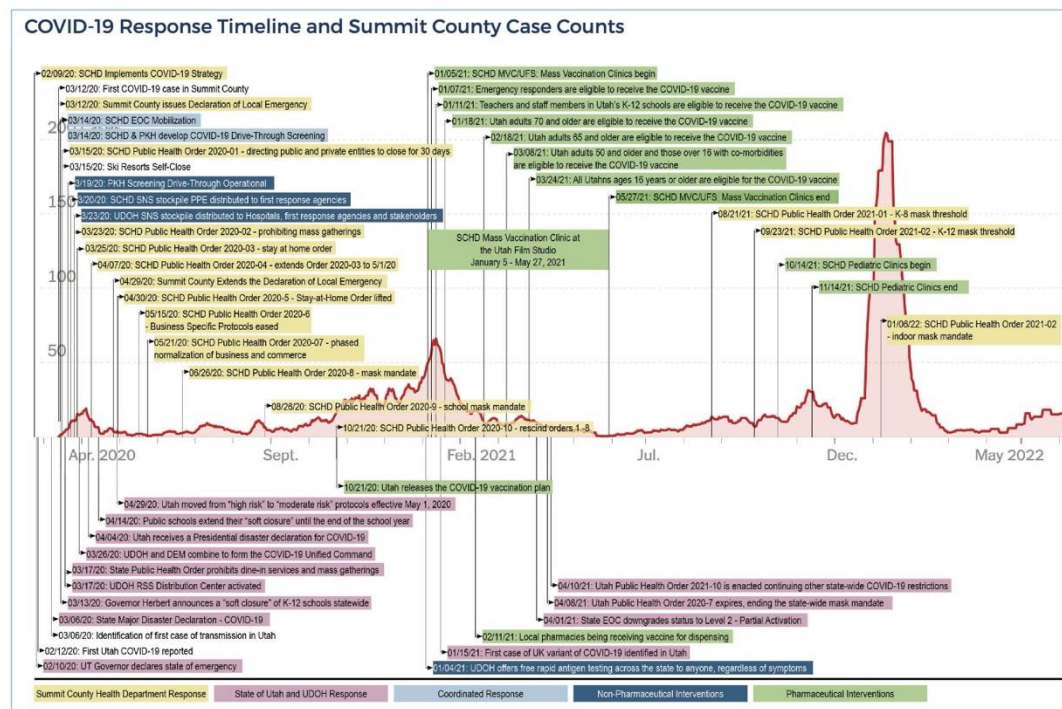 COVID-19 Response Timeline and Summit County Case Counts
02/09/20: SCHD Implements COVID-19 Strategy
03/12/20: First COVID-19 case in Summit County
03/12/20: Summit County issues Declaration of Local Emergency
03/14/20: SCHD EOC Mobilization
03/14/20: SCHD & PKH develop COVID-19 Drive-Through Screening
03/15/20: SCHD Public Health Order 2020-01 - directing public and private entities to close for 30 days
03/15/20: Ski Resorts Self-Close
3/19/20: PKH Screening Drive-Through Operational
3/20/20: SCHD SNS stockpile PPE distributed to first response agencies
3/23/20: UDOH SNS stockpile distributed to Hospitals, first response agencies and stakeholders
03/23/20: SCHD Public Health Order 2020-02 - prohibiting mass gatherings
03/25/20: SCHD Public Health Order 2020-03 - stay at home order
04/07/20: SCHD Public Health Order 2020-04 - extends Order 2020-03 to 5/1/20
04/29/20: Summit County Extends the Declaration of Local Emergency
04/30/20: SCHD Public Health Order 2020-5 - Stay-at-Home Order lifted
05/15/20: SCHD Public Health Order 2020-6
- Business Specific Protocols eased
05/21/20: SCHD Public Health Order 2020-07 - phased
normalization of business and commerce
06/26/20: SCHD Public Health Order 2020-8 - mask mandate
08/26/20: SCHD Public Health Order 2020-9 - school mask mandate
10/21/20: SCHD Public Health Order 2020-10 - rescind orders 1 -8
01/05/21: SCHD MVC/UFS: Mass Vaccination Clinics begin
01/07/21: Emergency responders are eligible to receive the COVID-19 vaccine
01/11/21: Teachers and staff members in Utah's K-12 schools are eligible to receive the COVID-19 vaccine
01/18/21: Utah adults 70 and older are eligible to receive the COVID-19 vaccine
02/18/21: Utah adults 65 and older are eligible to receive the COVID-19 vaccine
03/08/21: Utah adults 50 and older and those over 16 with co-morbidities
are eligible to receive the COVID-19 vaccine
03/24/21: All Utahns ages 16 years or older are eligible for the COVID-19 vaccine
05/27/21: SCHD MVC/UFS: Mass Vaccination Clinics end
SCHD Mass Vaccination Clinic at
the Utah Film Studio
January 5 - May 27, 2021
08/21/21: SCHD Public Health Order 2021-01 - K-8 mask threshold
09/23/21: SCHD Public Health Order 2021-02 - K-12 mask threshold
10/14/21: SCHD Pediatric Clinics begin
11/14/21: SCHD Pediatric Clinics end
01/06/22: SCHD Public Health Order 2021-02
- indoor mask mandate
150
100
50
Apr. 2020
Sept.
Feb. 2021
Jul.
Dec.
May 2022
10/21/20: Utah releases the COVID-19 vaccination plan
04/29/20: Utah moved from "high risk" to "moderate risk" protocols effective May 1, 2020
04/14/20: Public schools extend their "soft closure" until the end of the school year
04/04/20: Utah receives a Presidential disaster declaration for COVID-19
03/26/20: UDOH and DEM combine to form the COVID-19 Unified Command
03/17/20: State Public Health Order prohibits dine-in services and mass gatherings
03/17/20: UDOH RSS Distribution Center activated
03/13/20: Governor Herbert announces a "soft closure" of K-12 schools statewide
03/06/20: State Major Disaster Declaration - COVID-19
03/06/20: Identification of first case of transmission in Utah
02/12/20: First Utah COVID-19 reported
02/10/20: UT Governor declares state of emergency
04/10/21: Utah Public Health Order 2021-10 is enacted continuing other state-wide COVID-19 restrictions
04/08/21: Utah Public Health Order 2020-7 expires, ending the state-wide mask mandate
04/01/21: State EOC downgrades status to Level 2 - Partial Activation
02/11/21: Local pharmacies being receiving vaccine for dispensing
01/15/21: First case of UK variant of COVID-19 identified in Utah
01/04/21: UDOH offers free rapid antigen testing across the state to anyone, regardless of symptoms
Summit County Health Department Response
State of Utah and UDOH Response
Coordinated Response
Non-Pharmaceutical Interventions
Pharmaceutical Interventions